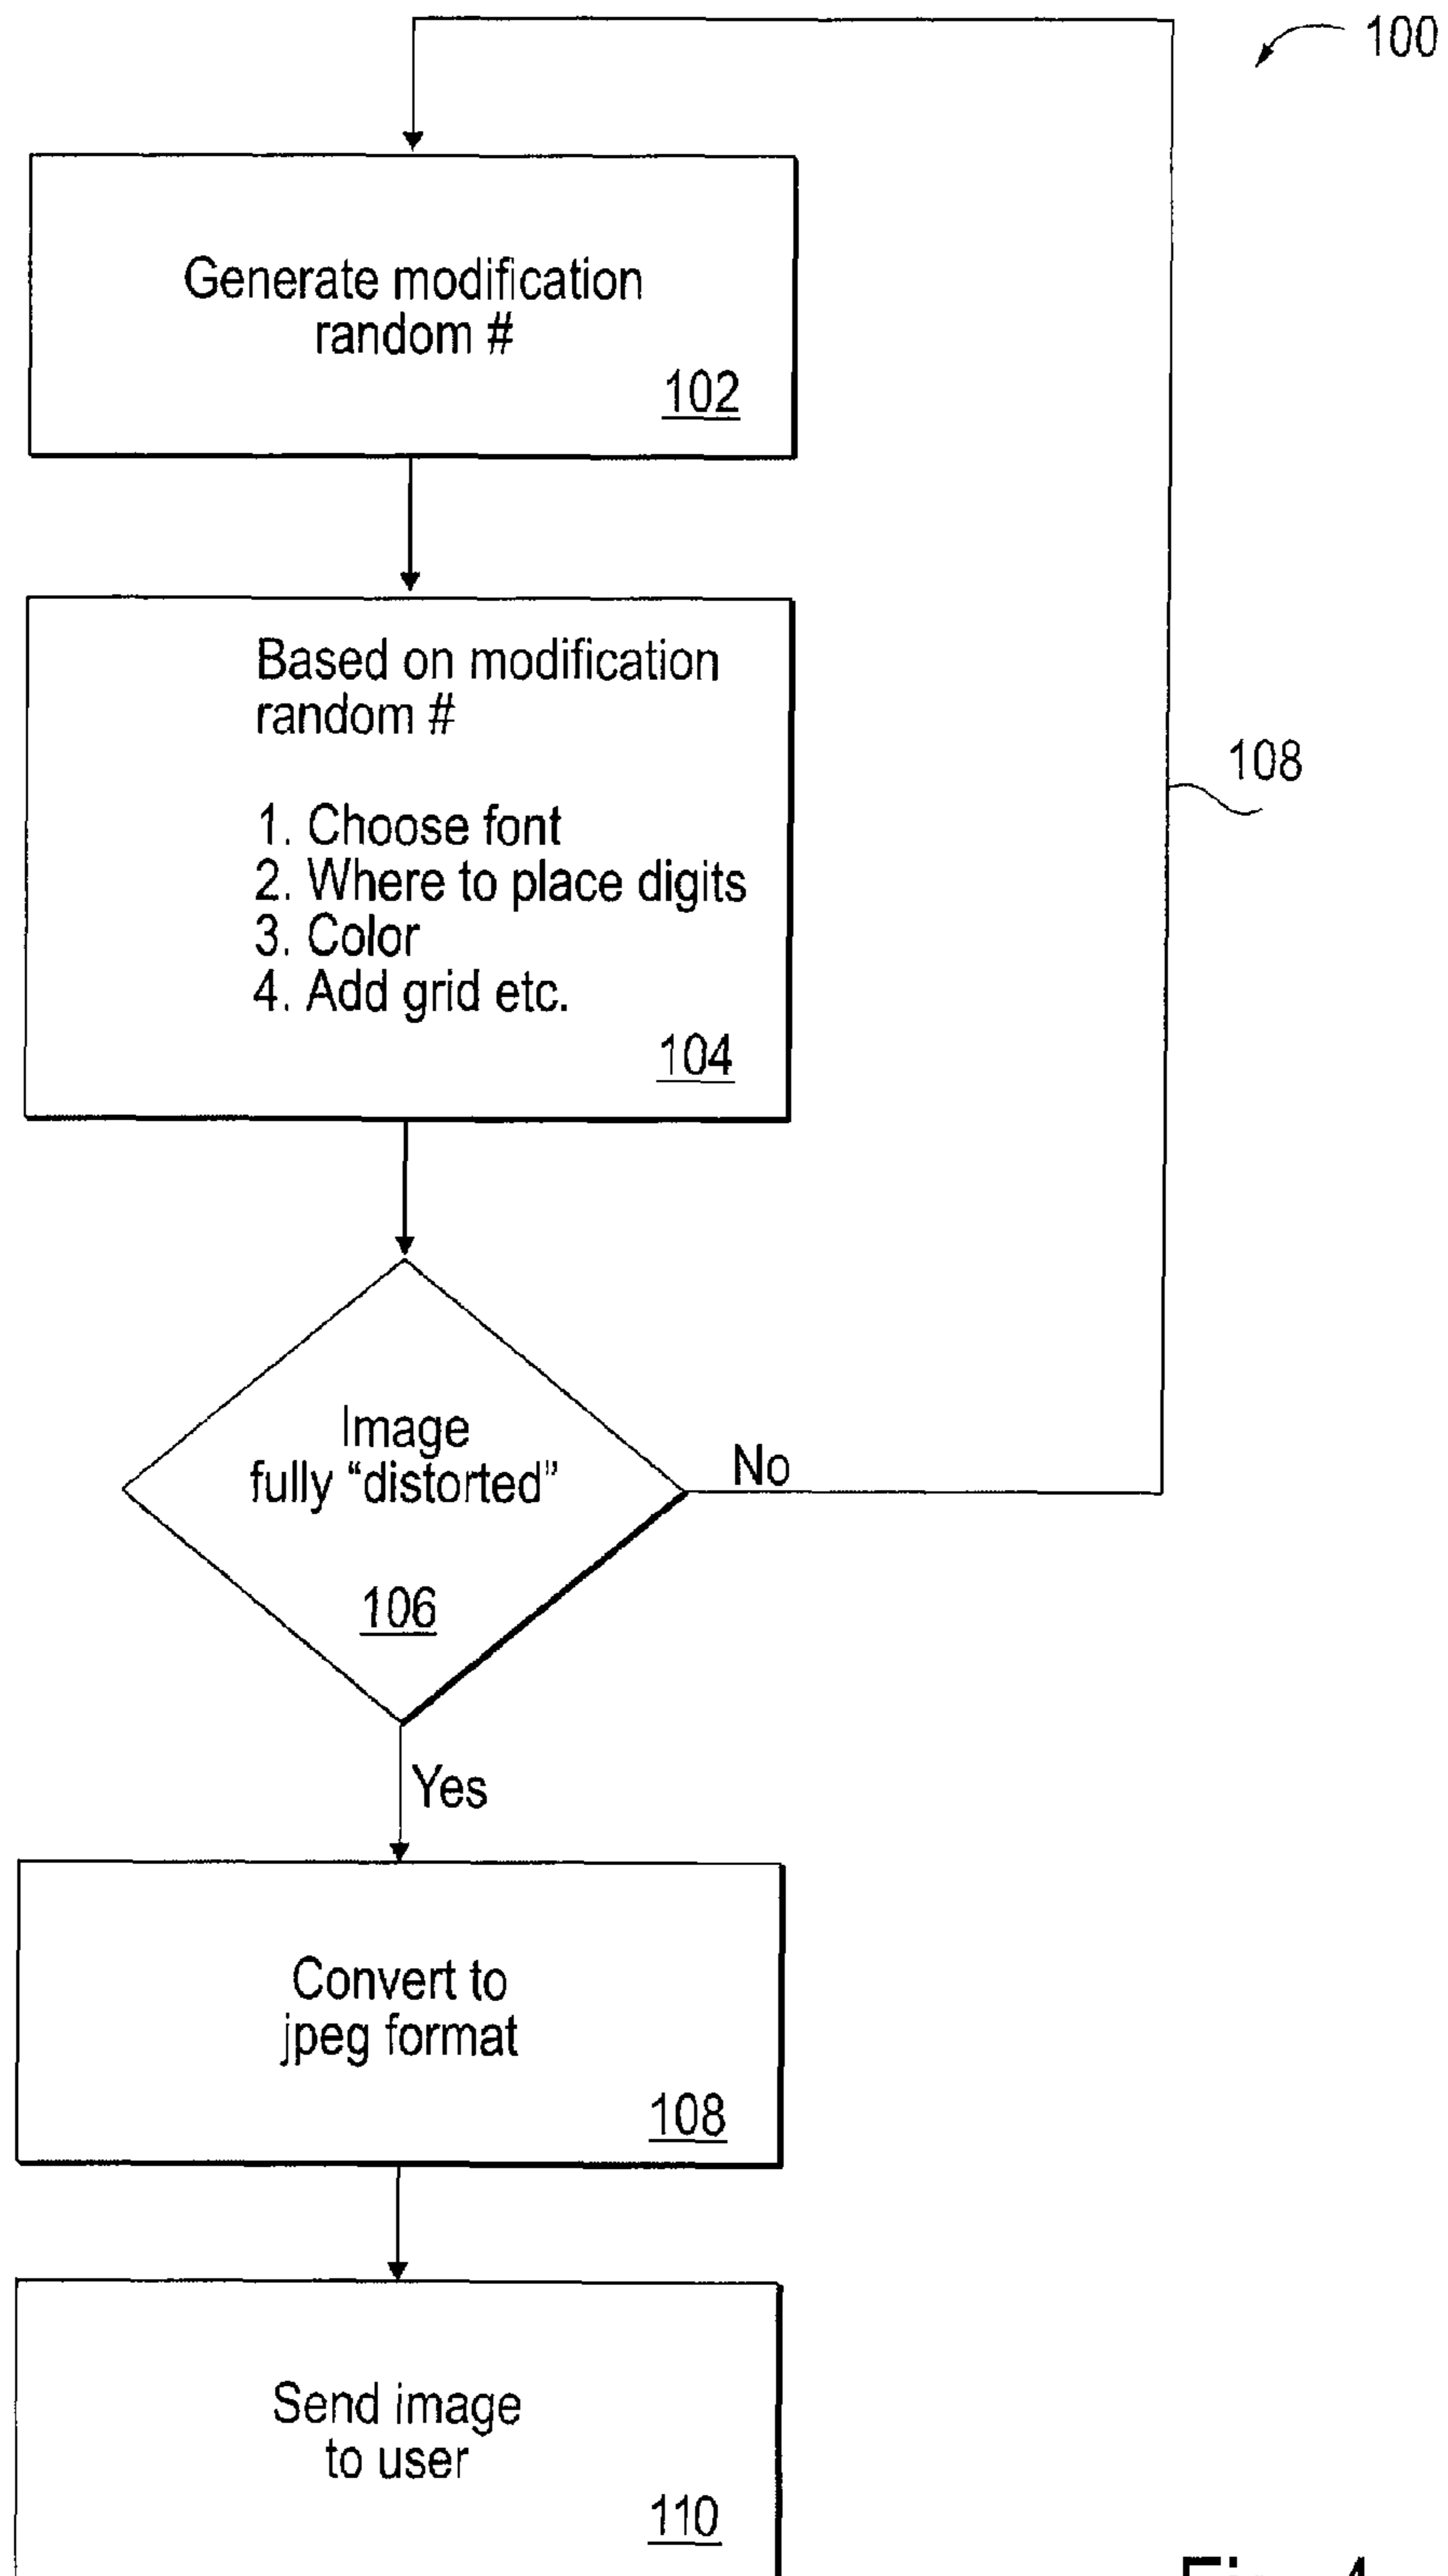 100
Generate modification
random #
102
Based on modification
random #
1. Choose font
2. Where to place digits
3. Color
4. Add grid etc.
104
108
Image
fully “distorted”
106
No
Yes
Convert to
jpeg format
108
Send image
to user
110